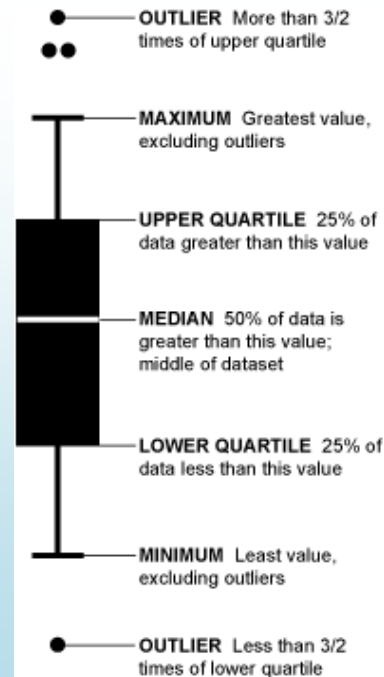 OUTLIER More than 3/2
times of upper quartile
MAXIMUM Greatest value,
excluding outliers
UPPER QUARTILE 25% of
data greater than this value
MEDIAN 50% of data is
greater than this value;
middle of dataset
LOWER QUARTILE 25% of
data less than this value
MINIMUM Least value,
excluding outliers
OUTLIER Less than 3/2
times of lower quartile